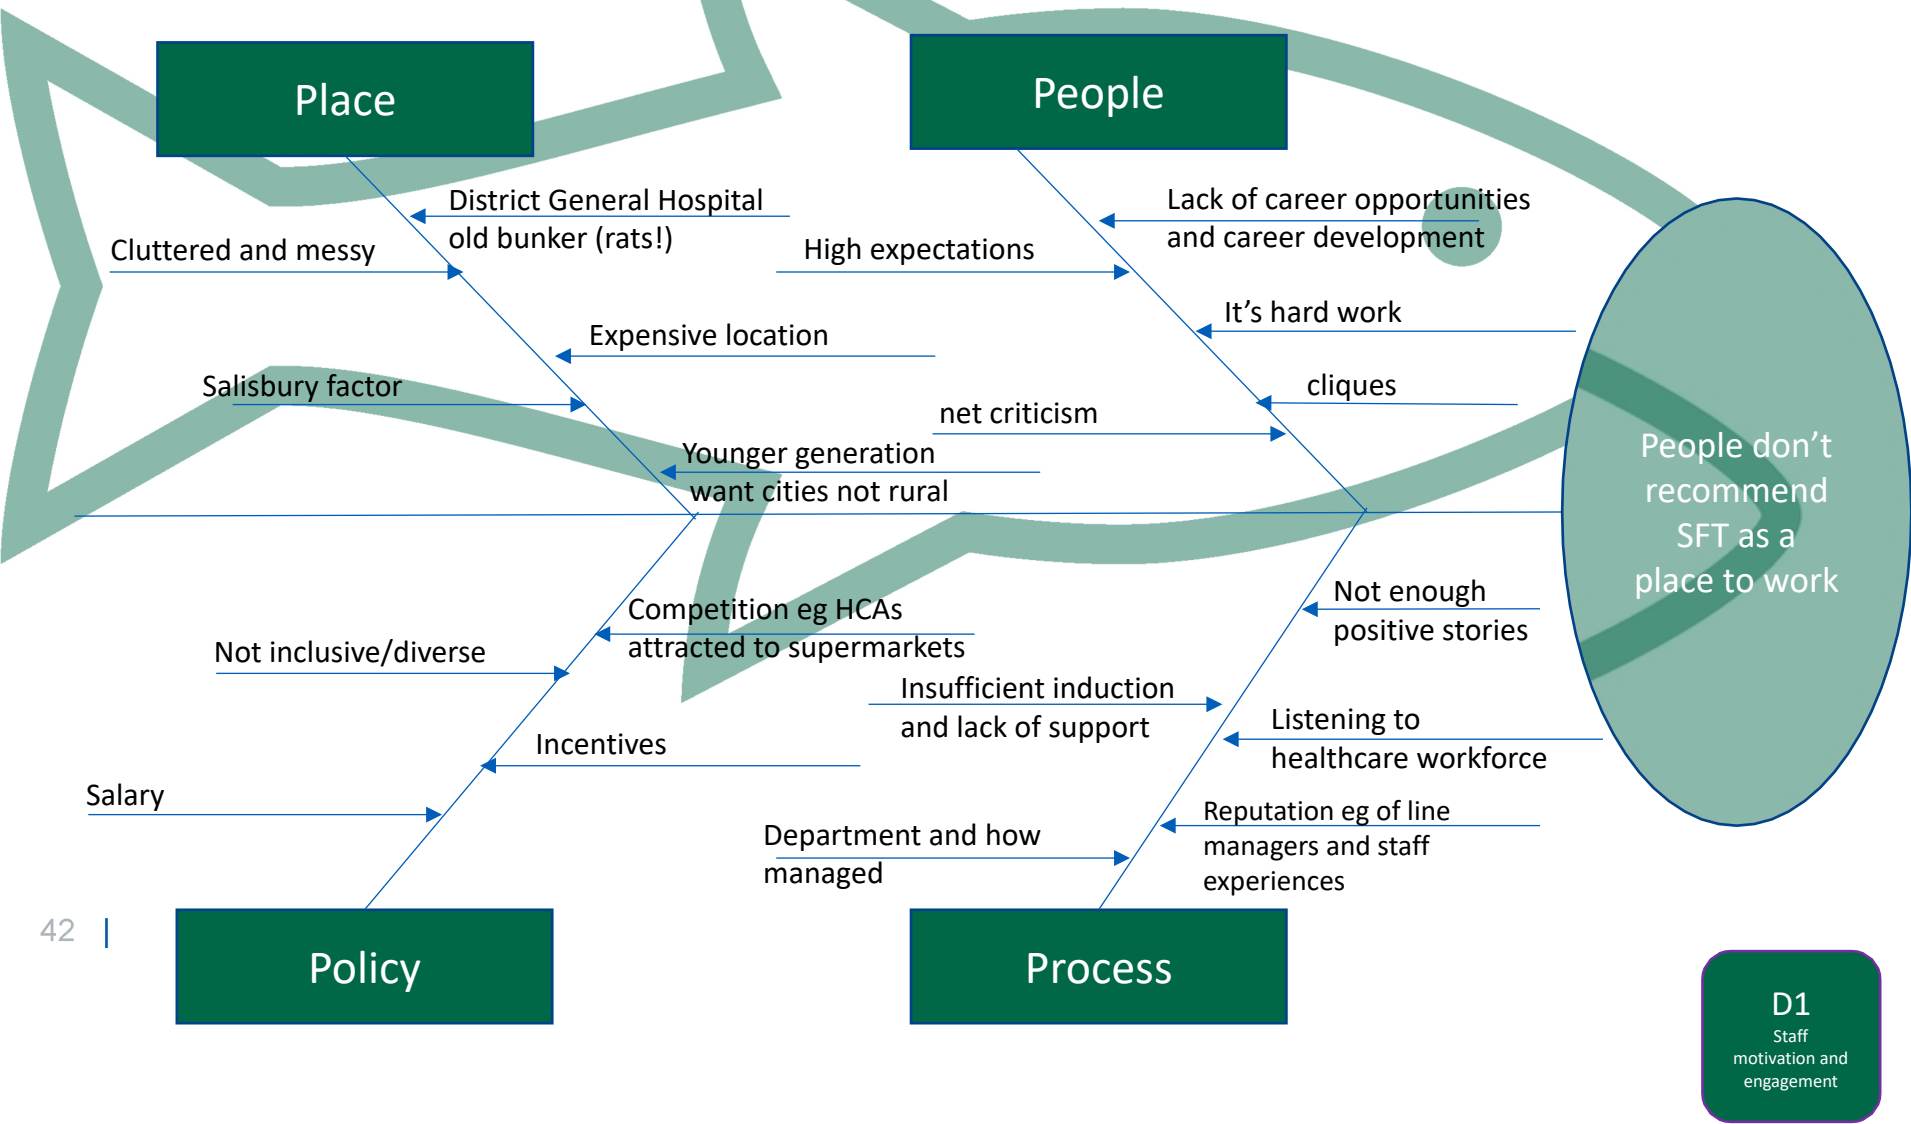 Place
People
District General Hospital
old bunker (rats!)
Cluttered and messy
Expensive location
Salisbury factor
Younger generation
want cities not rural
Lack of career opportunities
and career development
High expectations
It’s hard work
cliques
net criticism
People don’t
recommend
SFT as a
place to work
Competition eg HCAs
attracted to supermarkets
Not inclusive/diverse
Incentives
Salary
Not enough
positive stories
Insufficient induction
and lack of support
Listening to
healthcare workforce
Reputation eg of line
managers and staff
experiences
Department and how
managed
42
Policy
Process
D1
Staff
motivation and
engagement